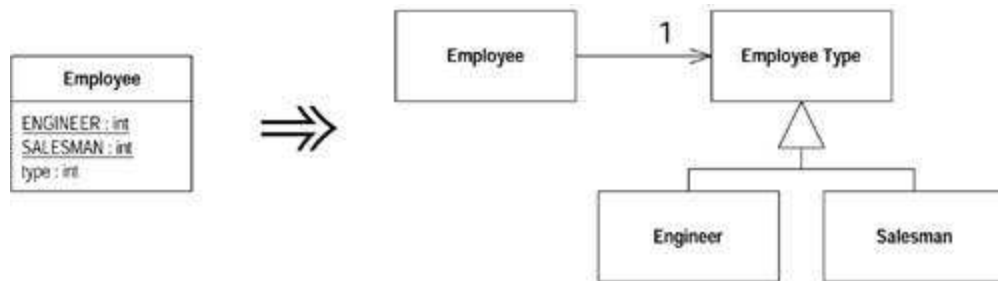 Employee
ENGINEER : int
SALESMAN : int
type : int
Employee
1
Employee Type
Engineer
Salesman